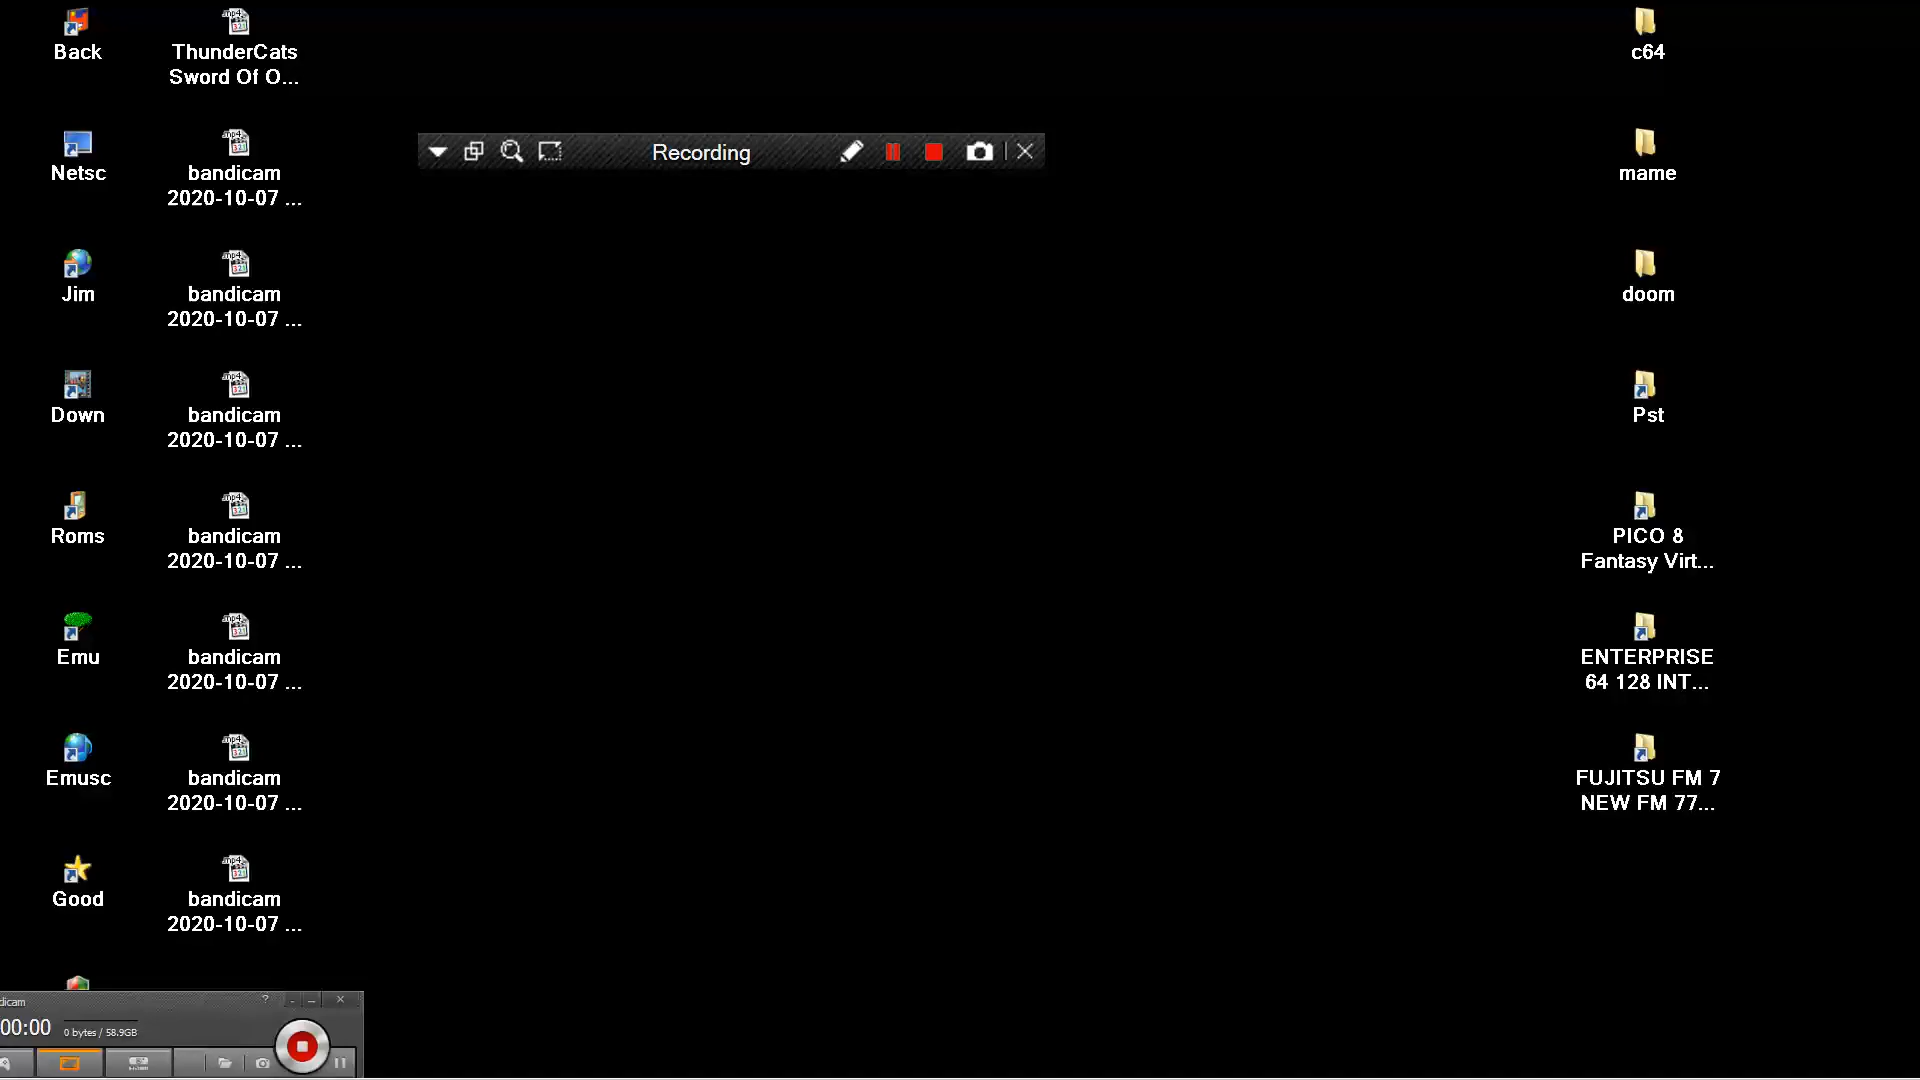 Back
ThunderCats
Sword Of O...
c64
Recording
Netsc
bandicam
2020-10-07 ...
mame
Jim
bandicam
2020-10-07 ...
doom
Down
bandicam
2020-10-07 ...
Pst
Roms
bandicam
2020-10-07 ...
PICO 8
Fantasy Virt...
Emu
bandicam
2020-10-07 ...
ENTERPRISE
64 128 INT...
Emusc
bandicam
2020-10-07 ...
FUJITSU FM 7
NEW FM 77...
Good
bandicam
2020-10-07 ...
dicam
00:00
0 bytes / 58.9GB